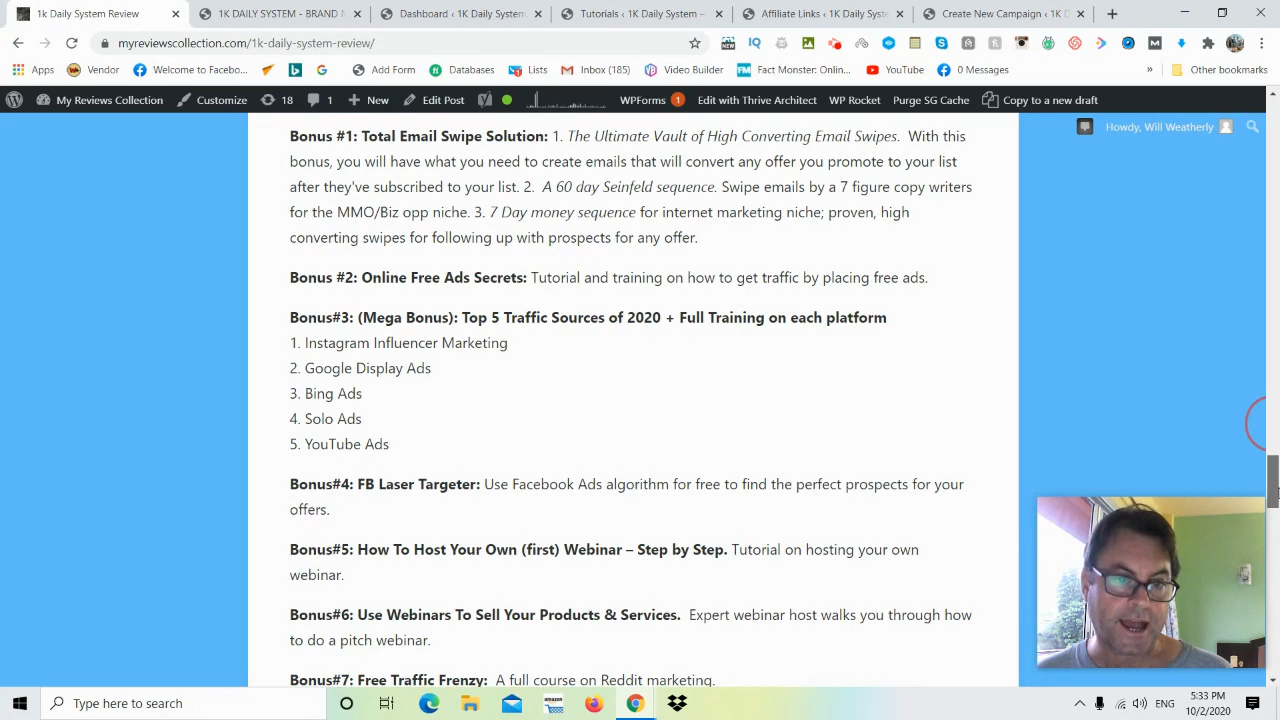 1K Daily System Review
1K DAILY SYSTEM - BRAND N
Dashboard < 1K Daily System
Tutorials < 1K Daily System –
Affiliate Links < 1K Daily Syste
Create New Campaign < 1K D
myreviewscollection.com/1k-daily-system-review/
Apps
Vendor
Welcome to Facebo...
Add Form
Databases
Lists
Inbox (185)
Video Builder
Fact Monster: Onlin...
YouTube
0 Messages
»
Other bookmarks
My Reviews Collection
Customize
18
1
New
Edit Post
WPForms 1
Edit with Thrive Architect
WP Rocket
Purge SG Cache
Copy to a new draft
Howdy, Will Weatherly
Bonus #1: Total Email Swipe Solution: 1. The Ultimate Vault of High Converting Email Swipes. With this
bonus, you will have what you need to create emails that will convert any offer you promote to your list
after they've subscribed to your list. 2. A 60 day Seinfeld sequence. Swipe emails by a 7 figure copy writers
for the MMO/Biz opp niche. 3. 7 Day money sequence for internet marketing niche; proven, high
converting swipes for following up with prospects for any offer.
Bonus #2: Online Free Ads Secrets: Tutorial and training on how to get traffic by placing free ads.
Bonus#3: (Mega Bonus): Top 5 Traffic Sources of 2020 + Full Training on each platform
1. Instagram Influencer Marketing
2. Google Display Ads
3. Bing Ads
4. Solo Ads
5. YouTube Ads
Bonus#4: FB Laser Targeter: Use Facebook Ads algorithm for free to find the perfect prospects for your
offers.
Bonus#5: How To Host Your Own (first) Webinar – Step by Step. Tutorial on hosting your own
webinar.
Bonus#6: Use Webinars To Sell Your Products & Services. Expert webinar host walks you through how
to do a pitch webinar.
Bonus#7: Free Traffic Frenzy: A full course on Reddit marketing.
Type here to search
ENG
5:33 PM
10/2/2020